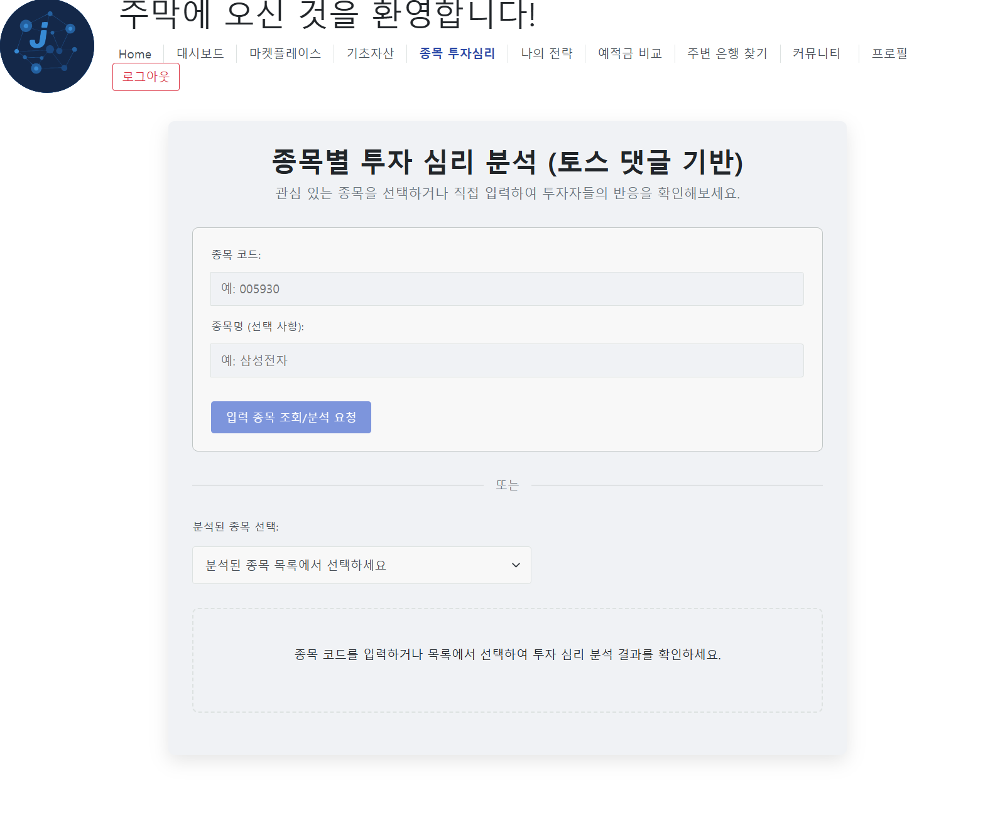 주막에 오신 것을 환영합니다!
j
Home 대시보드 마켓플레이스 기초자산 종목 투자심리 나의 전략 예적금 비교 주변 은행 찾기 커뮤니티 프로필
로그아웃
종목별 투자 심리 분석 (토스 댓글 기반)
관심 있는 종목을 선택하거나 직접 입력하여 투자자들의 반응을 확인해보세요.
종목 코드:
예: 005930
종목명 (선택 사항):
예: 삼성전자
입력 종목 조회/분석 요청
또는
분석된 종목 선택:
분석된 종목 목록에서 선택하세요
종목 코드를 입력하거나 목록에서 선택하여 투자 심리 분석 결과를 확인하세요.